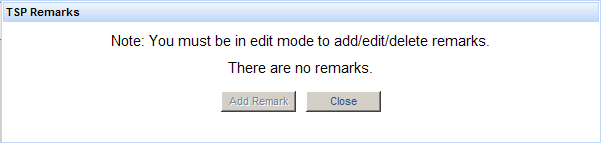 TSP Remarks
Note: You must be in edit mode to add/edit/delete remarks.
There are no remarks.
Add Remark Close